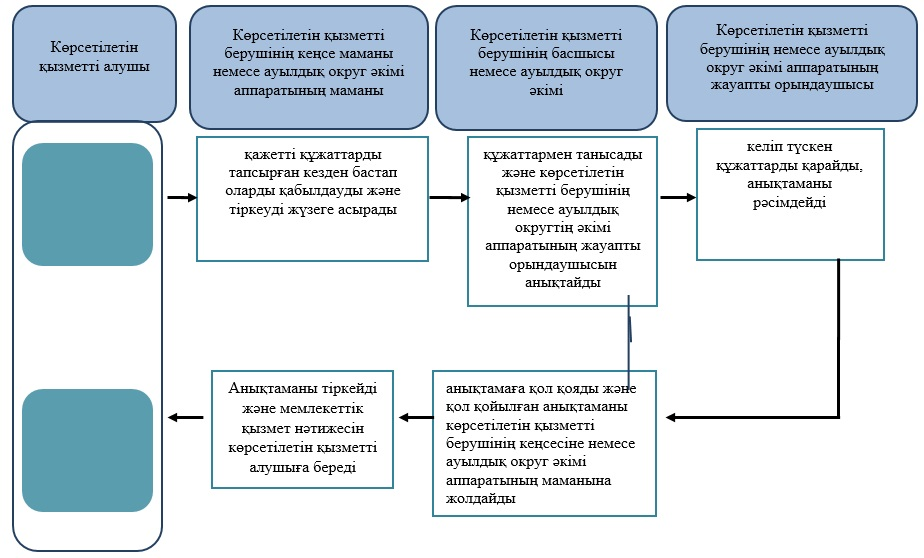 Көрсетілетін
қызметті алушы
Көрсетілетін қызметті
берушінің кеңсе маманы
немесе ауылдық округ әкімі
аппаратының маманы
Көрсетілетін қызметті
берушінің басшысы
немесе ауылдық округ
әкімі
Көрсетілетін қызметті
берушінің немесе ауылдық
округ әкімі аппаратының
жауапты орындаушысы
қажетті құжаттарды
тапсырған кезден бастап
оларды қабылдауды және
тіркеуді жүзеге асырады
құжаттармен танысады
және көрсетілетін
қызметті берушінің
немесе ауылдық
округтің әкімі
аппаратының жауапты
орындаушысын
анықтайды
келіп түскен
құжаттарды қарайды,
анықтаманы
рәсімдейді
Анықтаманы тіркейді
және мемлекеттік
қызмет нәтижесін
көрсетілетін қызметті
алушыға береді
анықтамаға қол қояды және
қол қойылған анықтаманы
көрсетілетін қызметті
берушінің кеңсесіне немесе
ауылдық округ әкімі
аппаратының маманына
жолдайды